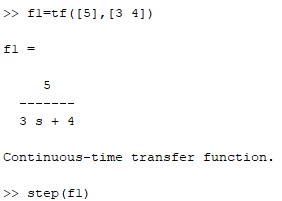 >> f1=tf([5],[3 4])
f1 =
5
-------
3 s + 4
Continuous-time transfer function.
>> step(f1)